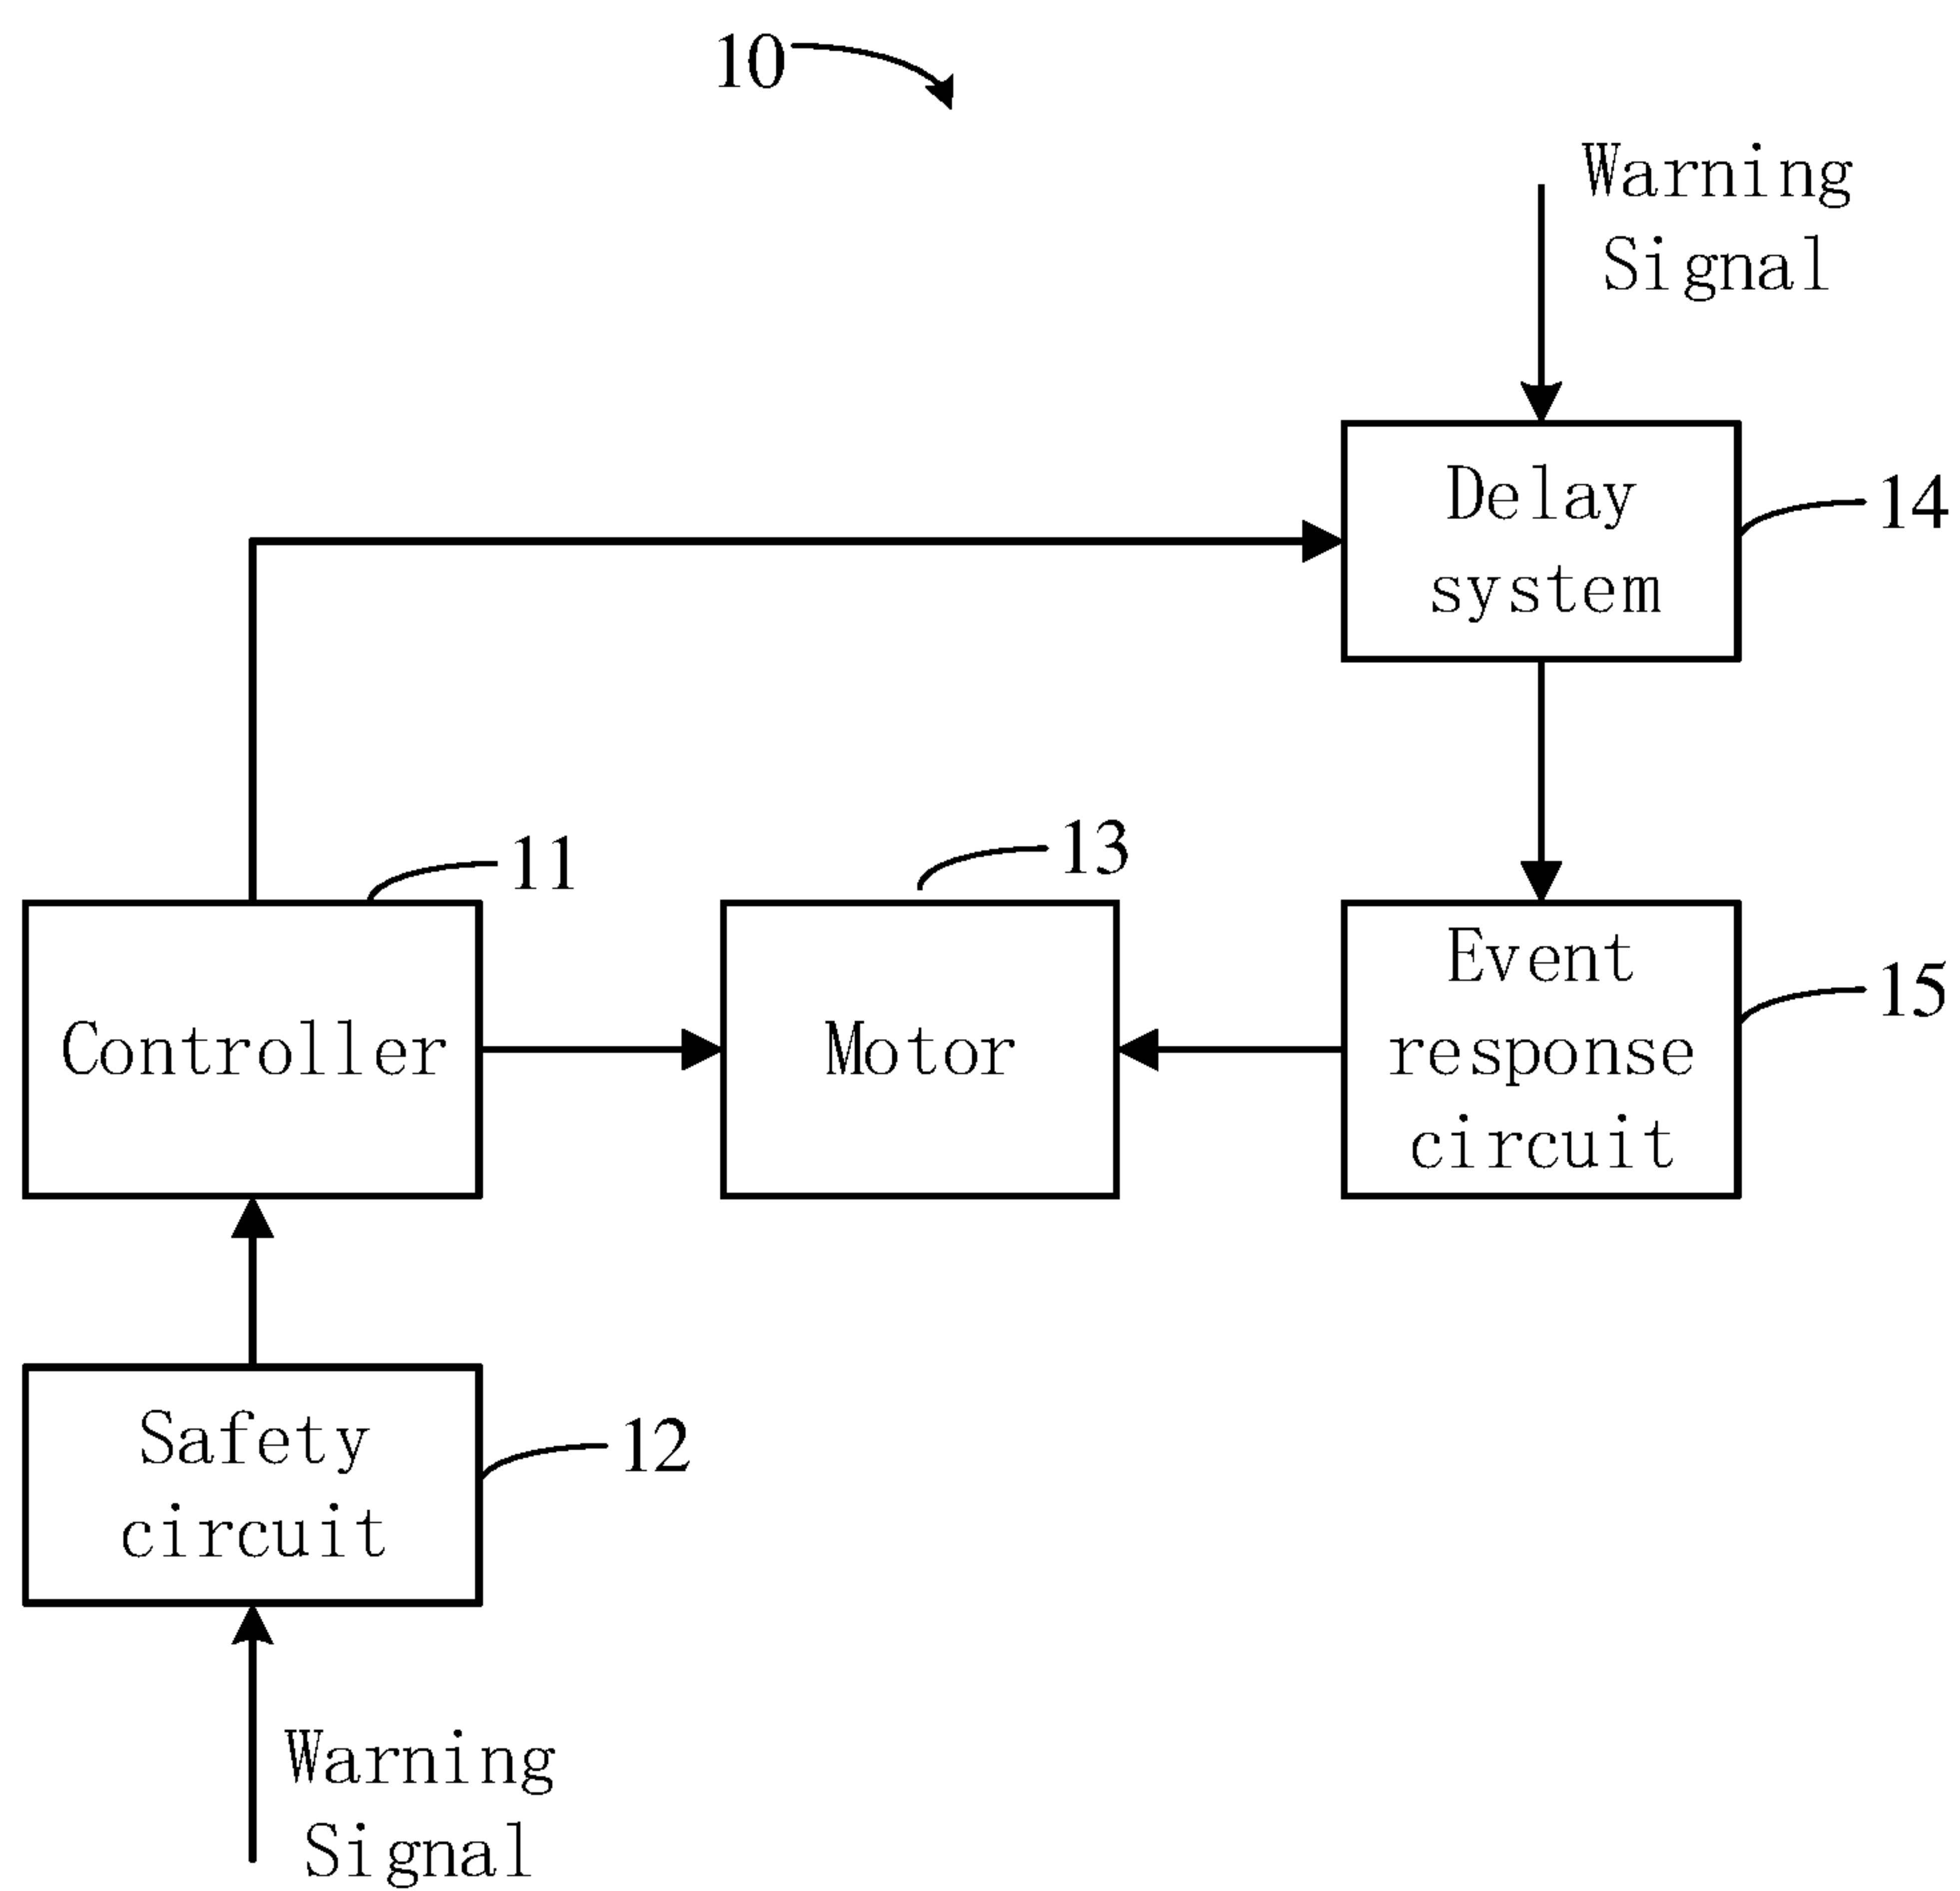 10
Warning
Signal
Delay
system
14
11
13
Controller
Motor
Event
response
circuit
15
Safety
circuit
12
Warning
Signal